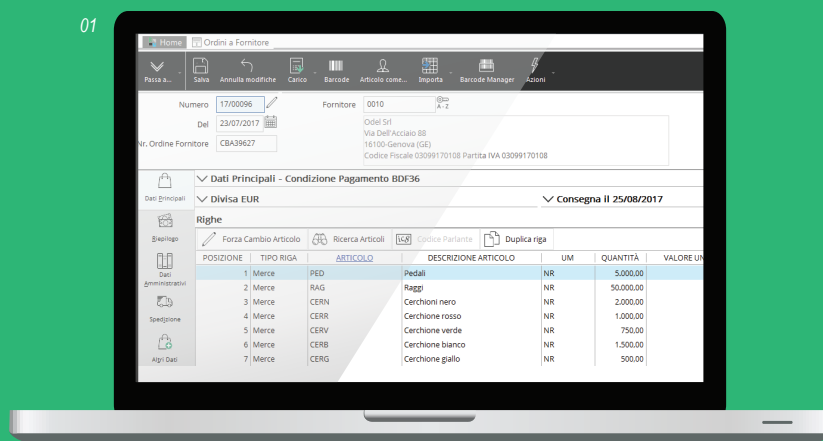 01
Home Ordini a Fornitore
Passa a... Salva Annulla modifiche Carico Barcode Articolo come... Importa Barcode Manager Azioni
Numero 17/00096 Fornitore 0010 A - Z
Del 23/07/2017 Odel Srl
Via Dell'Acciaio 88
Nr. Ordine Fornitore CBA39627 16100-Genova (GE)
Codice Fiscale 03099170108 Partita IVA 03099170108
Dati Principali Dati Principali - Condizione Pagamento BDF36
Divisa EUR Consegna il 25/08/2017
Righe
Riepilogo Forza Cambio Articolo Ricerca Articoli Codice Parlante Duplica riga
POSIZIONE TIPO RIGA ARTICOLO DESCRIZIONE ARTICOLO UM QUANTITÀ VALORE UN
Dati Amministrativi 1 Merce PED Pedali NR 5.000,00
2 Merce RAG Raggi NR 50.000,00
3 Merce CERN Cerchioni nero NR 2.000,00
Spedizione 4 Merce CERR Cerchione rosso NR 1.000,00
5 Merce CERV Cerchione verde NR 750,00
6 Merce CERB Cerchione bianco NR 1.500,00
Altri Dati 7 Merce CERG Cerchione giallo NR 500,00